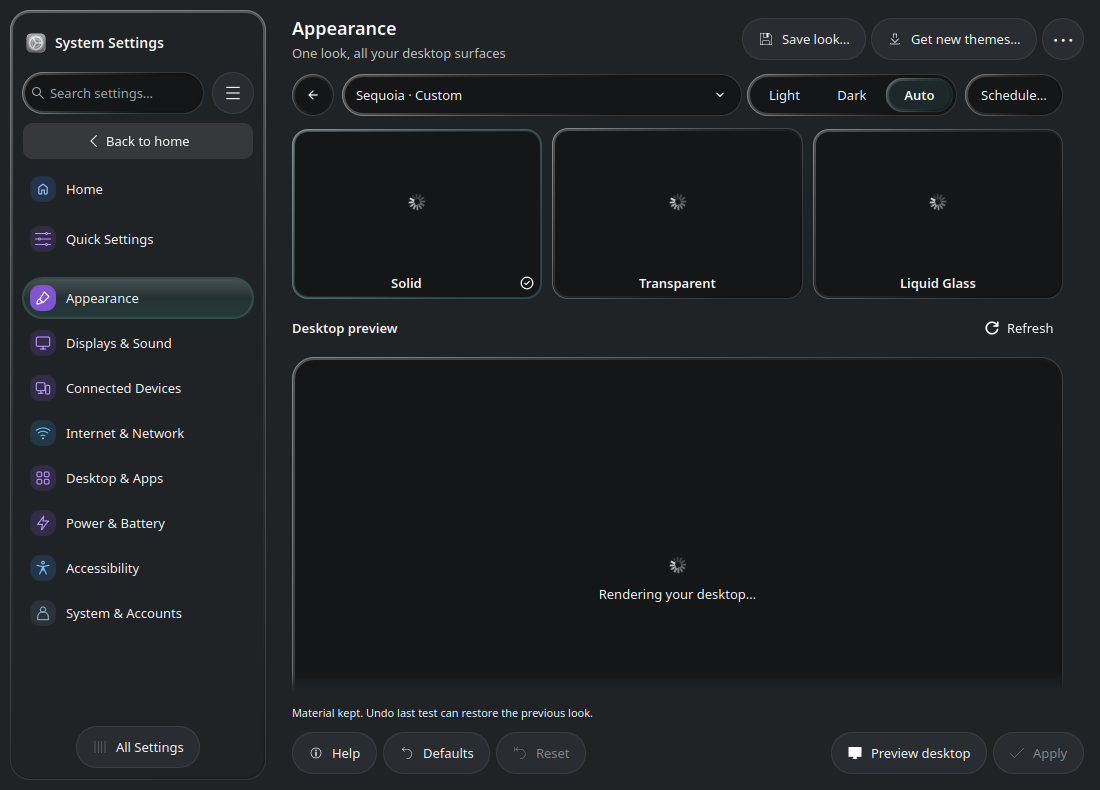 System Settings
Search settings...
Back to home
Home
Quick Settings
Appearance
Displays & Sound
Connected Devices
Internet & Network
Desktop & Apps
Power & Battery
Accessibility
System & Accounts
All Settings
Appearance
One look, all your desktop surfaces
Save look...
Get new themes...
Sequoia · Custom
Light
Dark
Auto
Schedule...
Solid
Transparent
Liquid Glass
Desktop preview
Refresh
Rendering your desktop...
Material kept. Undo last test can restore the previous look.
Help
Defaults
Reset
Preview desktop
Apply